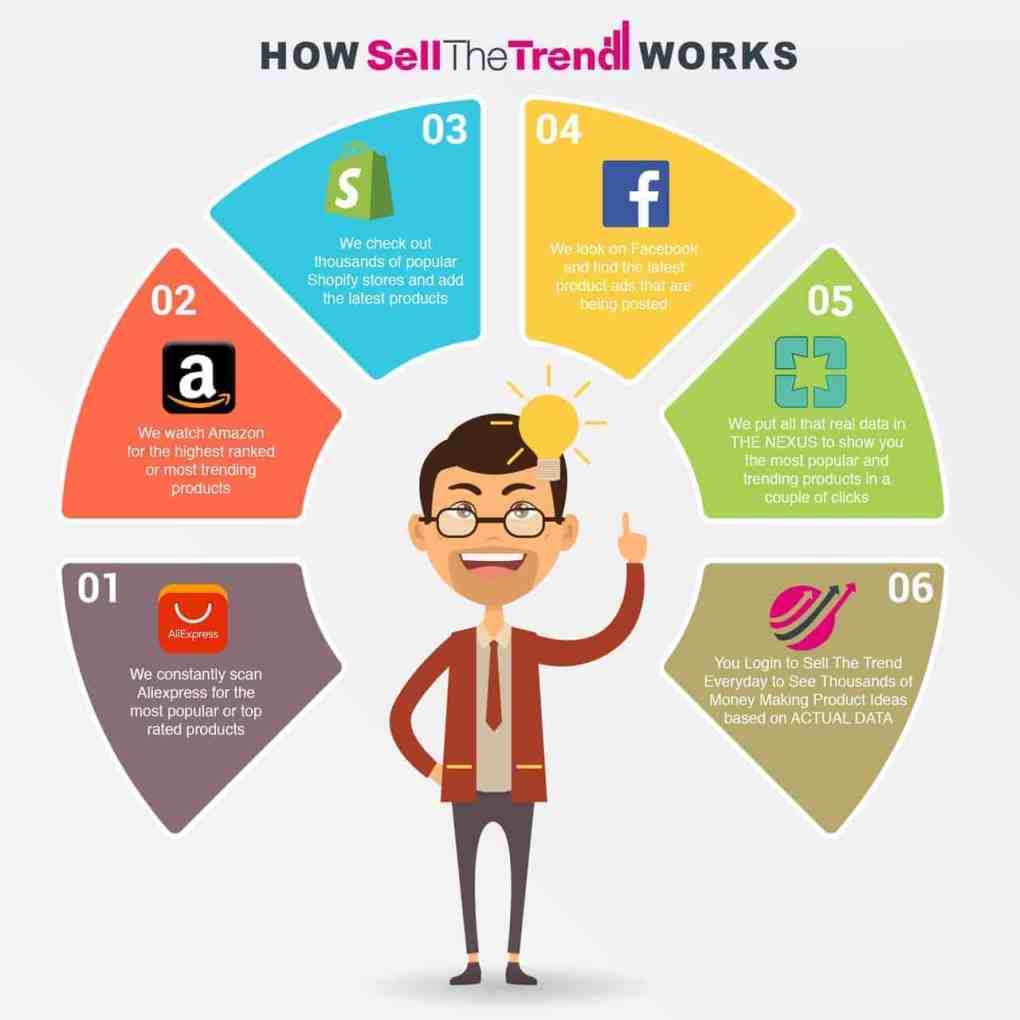 HOW SellTheTrend WORKS
01
AliExpress
We constantly scan
Aliexpress for the
most popular or top
rated products
02
a
We watch Amazon
for the highest ranked
or most trending
products
03
S
We check out
thousands of popular
Shopify stores and add
the latest products
04
f
We look on Facebook
and find the latest
product ads that are
being posted
05
We put all that real data in
THE NEXUS to show you
the most popular and
trending products in a
couple of clicks
06
You Login to Sell The Trend
Everyday to See Thousands of
Money Making Product Ideas
based on ACTUAL DATA